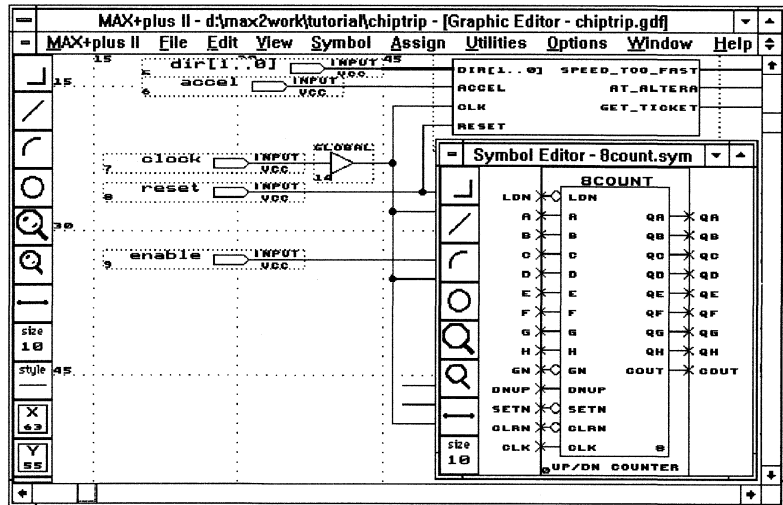 MAX+plus II - d:\max2work\tutorial\chiptrip - [Graphic Editor - chiptrip.gdf]
MAX+plus II File Edit View Symbol Assign Utilities Options Window Help
15 45
dir[1..0] INPUT VCC
5
15
accel INPUT VCC
6
DIR[1..0] SPEED_TOO_FAST
ACCEL AT_ALTERA
CLK GET_TICKET
RESET
GLOBAL
clock INPUT VCC
7 14
reset INPUT VCC
8
30
enable INPUT VCC
9
45
size
10
style
X
63
Y
55
Symbol Editor - 8count.sym
8COUNT
LDN LDN
A A QA QA
B B QB QB
C C QC QC
D D QD QD
E E QE QE
F F QF QF
G G QG QG
H H QH QH
GN GN COUT COUT
DNUP DNUP
SETN SETN
CLRN CLRN
CLK CLK @
UP/DN COUNTER
size
10